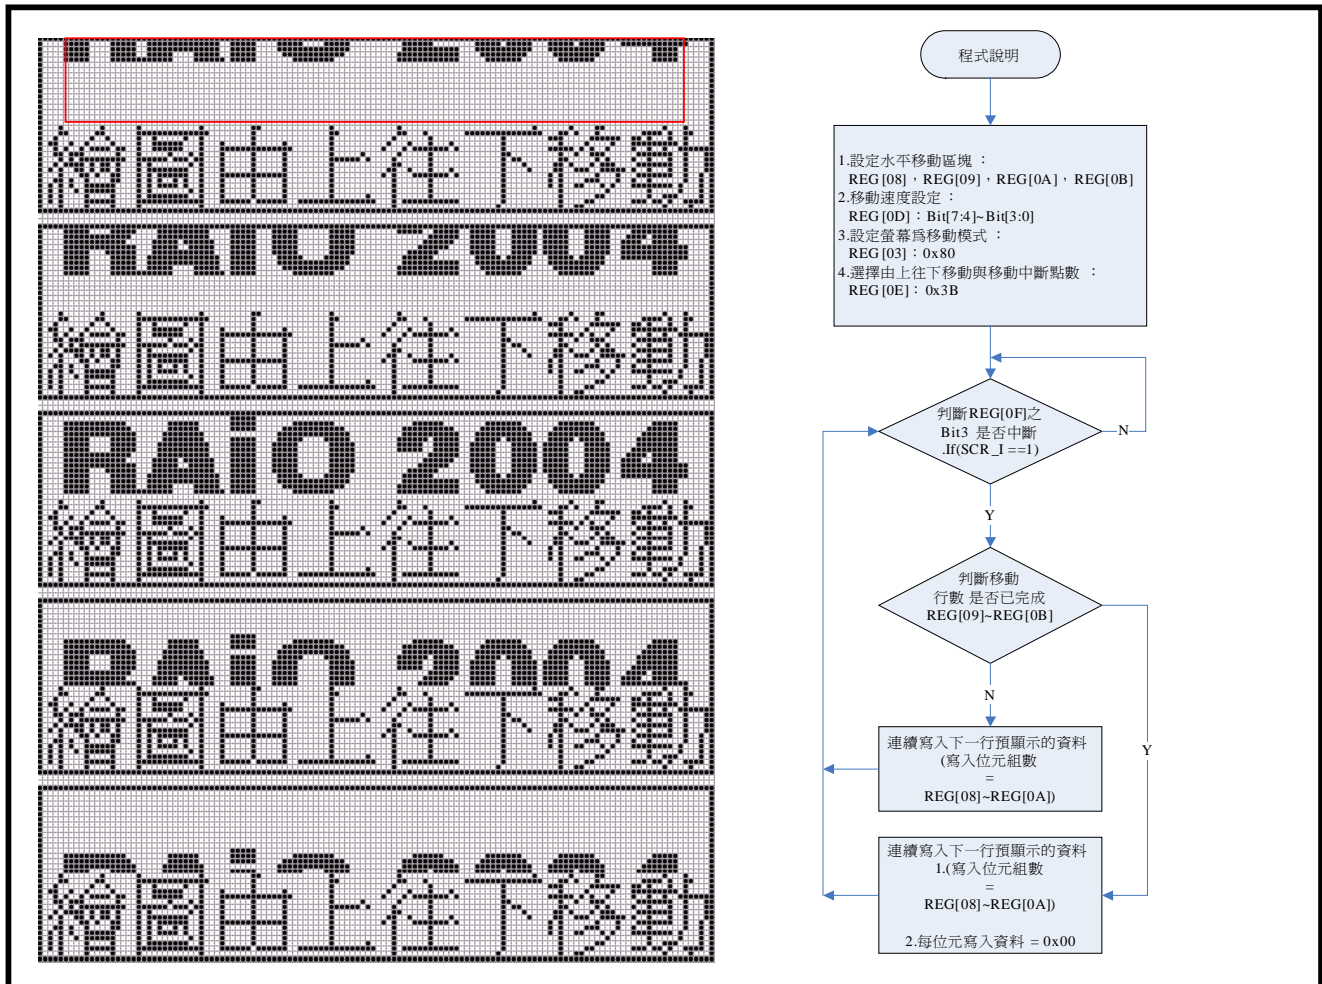 RAiO 2004
繪圖由上往下移動
RAiO 2004
繪圖由上往下移動
RAiO 2004
繪圖由上往下移動
RAiO 2004
繪圖由上往下移動
RAiO 2004
繪圖由上往下移動
程式說明
1.設定水平移動區塊：
REG[08]，REG[09]，REG[0A]，REG[0B]
2.移動速度設定：
REG[0D]：Bit[7:4]~Bit[3:0]
3.設定螢幕爲移動模式：
REG[03]：0x80
4.選擇由上往下移動與移動中斷點數：
REG[0E]：0x3B
判斷REG[0F]之
Bit3 是否中斷
.If(SCR_I ==1)
N
Y
判斷移動
行數 是否已完成
REG[09]~REG[0B]
N
Y
連續寫入下一行預顯示的資料
(寫入位元組數
=
REG[08]~REG[0A])
連續寫入下一行預顯示的資料
1.(寫入位元組數
=
REG[08]~REG[0A])
2.每位元寫入資料 = 0x00